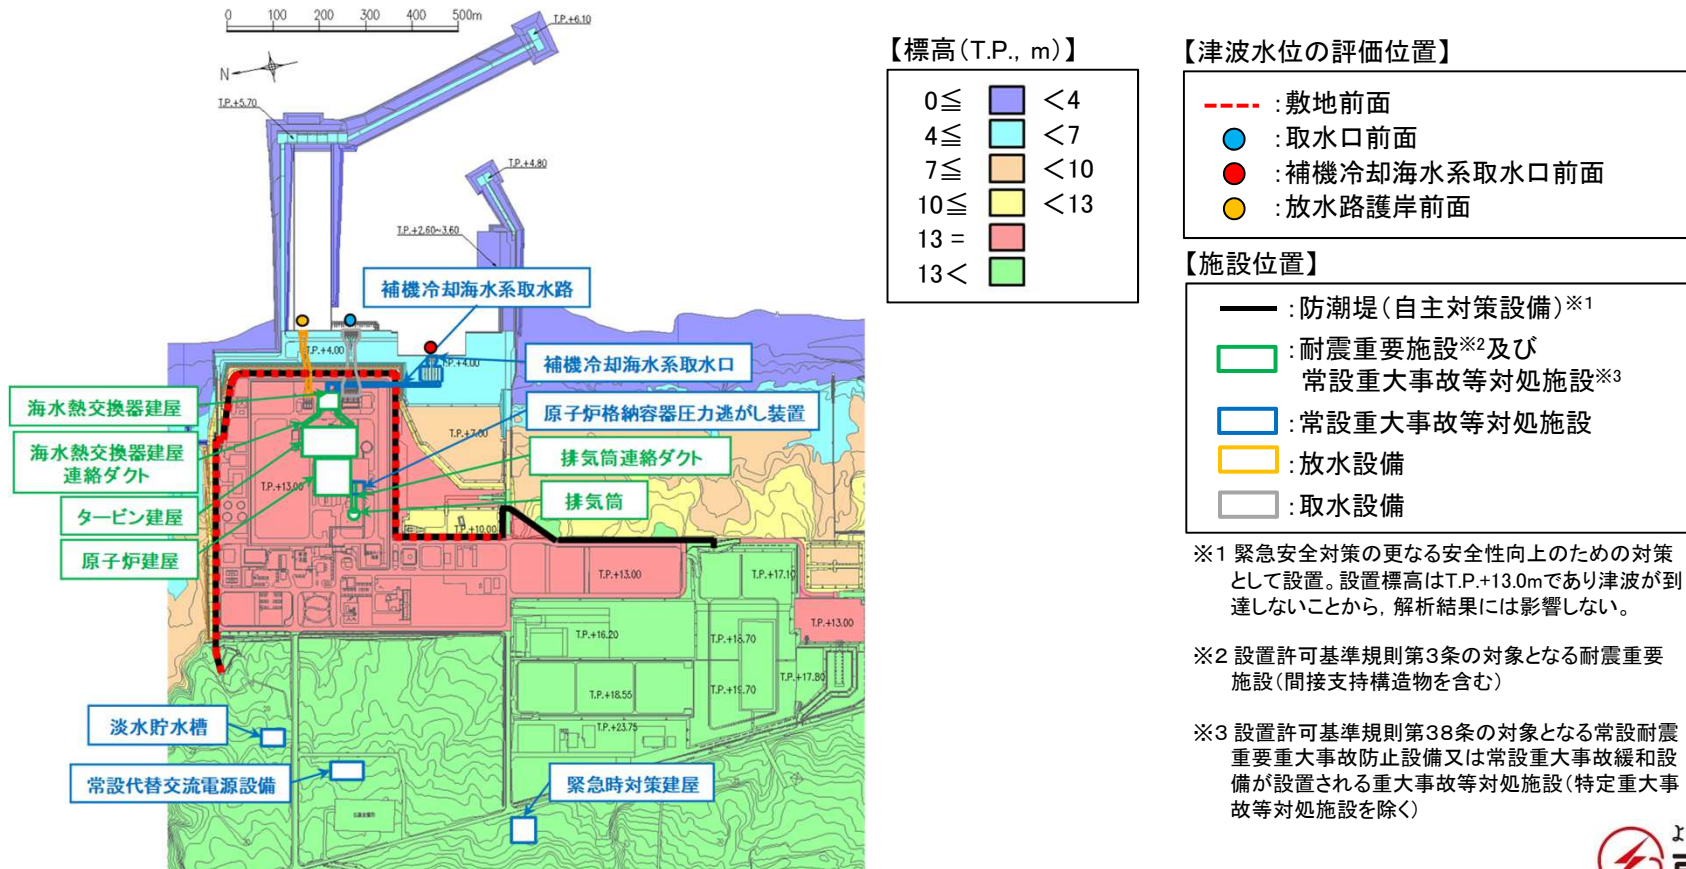 0 100 200 300 400 500m
T.P.+6.10
N
T.P.+5.70
T.P.+4.80
T.P.+2.60~3.60
補機冷却海水系取水路
T.P.+4.00
T.P.+4.00
補機冷却海水系取水口
海水熱交換器建屋
原子炉格納容器圧力逃がし装置
海水熱交換器建屋
連絡ダクト
T.P.+7.00
排気筒連絡ダクト
T.P.+13.00
タービン建屋
排気筒
T.P.+10.00
原子炉建屋
T.P.+13.00
T.P.+17.10
T.P.+13.00
T.P.+16.20
T.P.+18.70
T.P.+17.80
T.P.+18.55
T.P.+19.70
T.P.+23.75
淡水貯水槽
常設代替交流電源設備
緊急時対策建屋
【標高(T.P., m)】
0≦ <4
4≦ <7
7≦ <10
10≦ <13
13 =
13<
【津波水位の評価位置】
:敷地前面
:取水口前面
:補機冷却海水系取水口前面
:放水路護岸前面
【施設位置】
:防潮堤(自主対策設備)※1
:耐震重要施設※2及び
常設重大事故等対処施設※3
:常設重大事故等対処施設
:放水設備
:取水設備
※1 緊急安全対策の更なる安全性向上のための対策
として設置。設置標高はT.P.+13.0mであり津波が到
達しないことから, 解析結果には影響しない。
※2 設置許可基準規則第3条の対象となる耐震重要
施設(間接支持構造物を含む)
※3 設置許可基準規則第38条の対象となる常設耐震
重要重大事故防止設備又は常設重大事故緩和設
備が設置される重大事故等対処施設(特定重大事
故等対処施設を除く)
よ